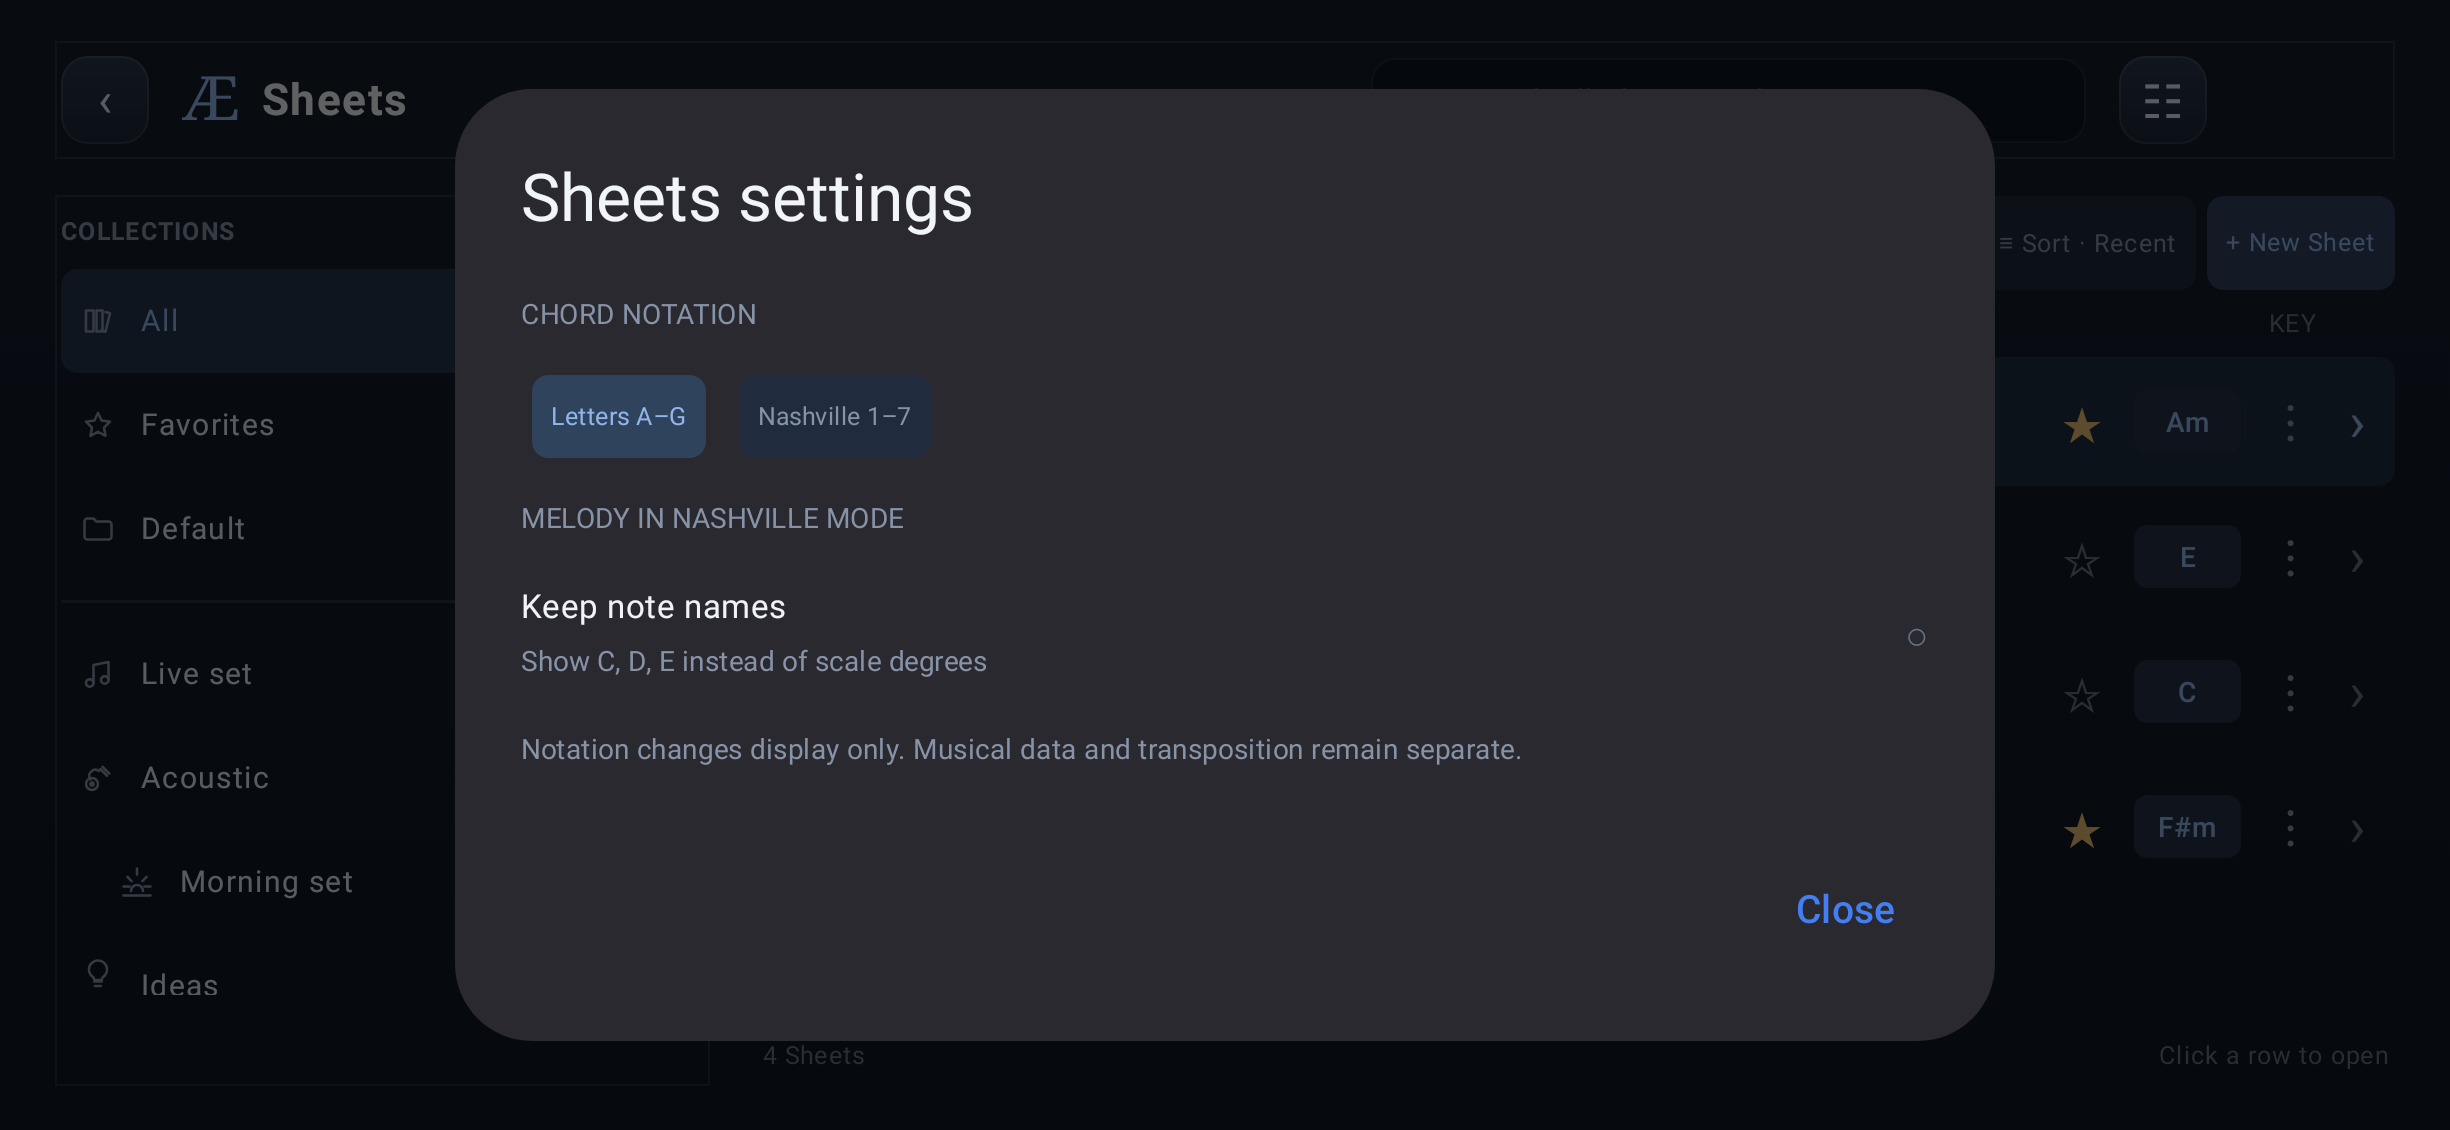 ‹ Æ Sheets
Sheets settings
COLLECTIONS
≡ Sort · Recent
+ New Sheet
CHORD NOTATION
All
KEY
Letters A–G
Nashville 1–7
Favorites
Am
MELODY IN NASHVILLE MODE
Default
E
Keep note names
Show C, D, E instead of scale degrees
Live set
C
Notation changes display only. Musical data and transposition remain separate.
Acoustic
F#m
Morning set
Close
Ideas
4 Sheets
Click a row to open